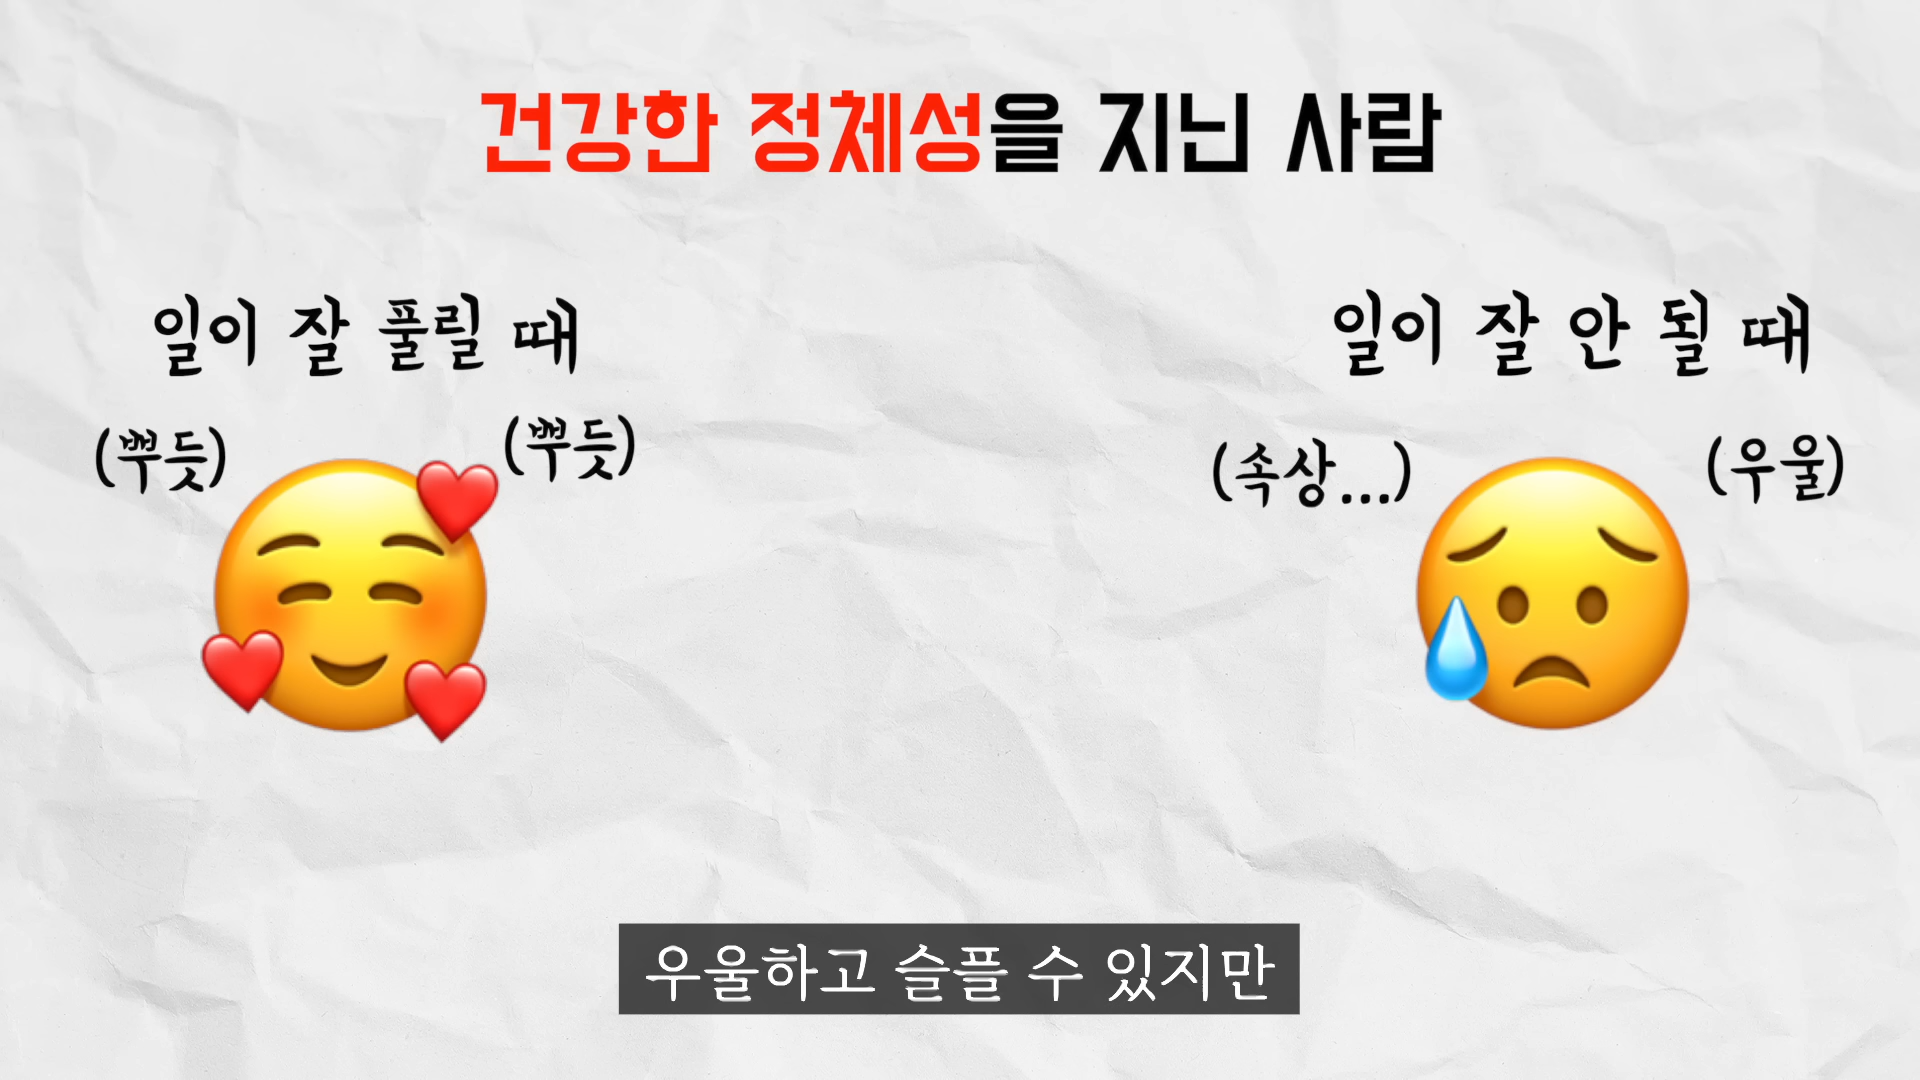 건강한 정체성을 지닌 사람
일이 잘 풀릴 때
(뿌듯)
(뿌듯)
일이 잘 안 될 때
(속상...)
(우울)
우울하고 슬플 수 있지만